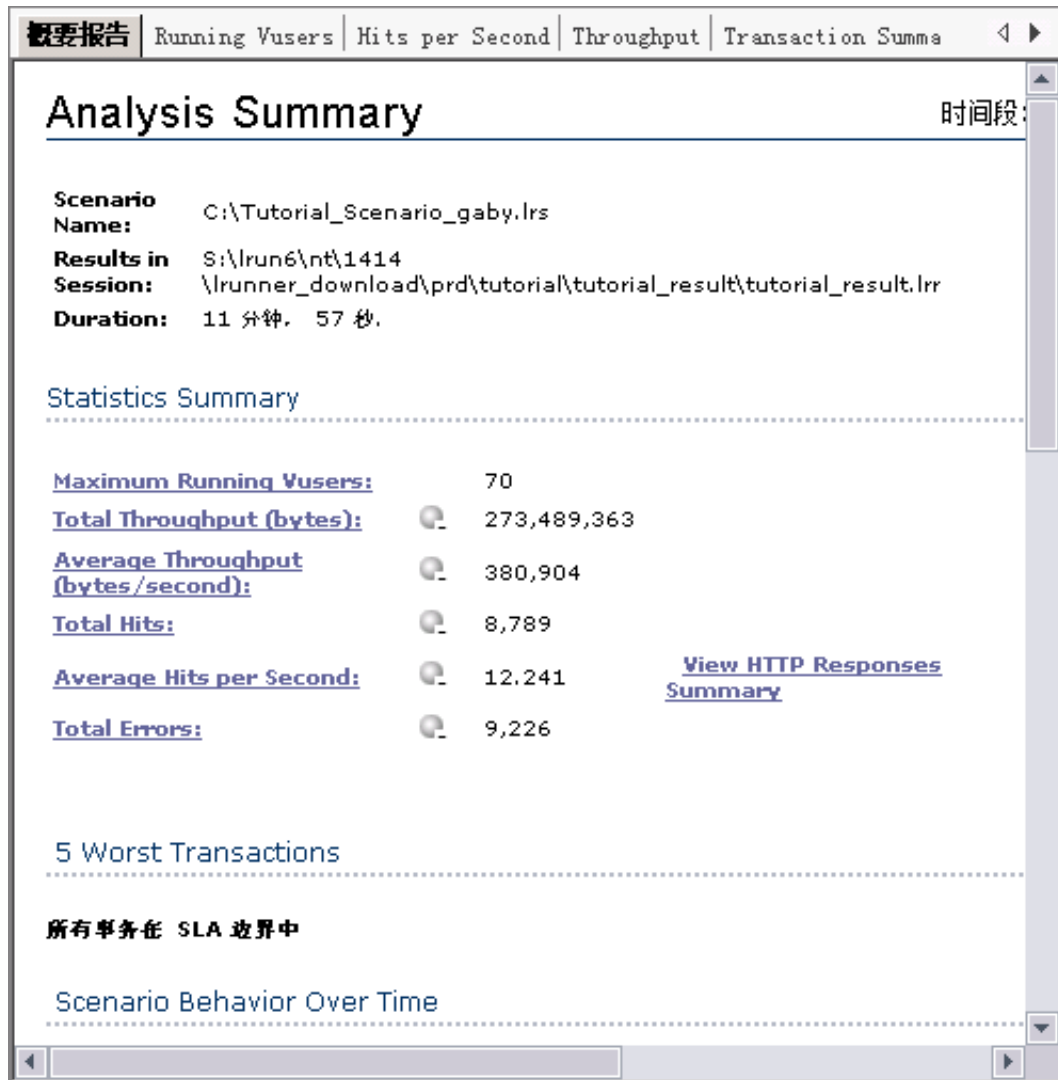 概要报告 Running Vusers Hits per Second Throughput Transaction Summa
Analysis Summary 时间段:
Scenario Name: C:\Tutorial_Scenario_gaby.lrs
Results in Session: S:\lrun6\nt\1414 \lrunner_download\prd\tutorial\tutorial_result\tutorial_result.lrr
Duration: 11 分钟, 57 秒.
Statistics Summary
Maximum Running Vusers: 70
Total Throughput (bytes): 273,489,363
Average Throughput (bytes/second): 380,904
Total Hits: 8,789
Average Hits per Second: 12.241 View HTTP Responses Summary
Total Errors: 9,226
5 Worst Transactions
所有事务在 SLA 边界中
Scenario Behavior Over Time